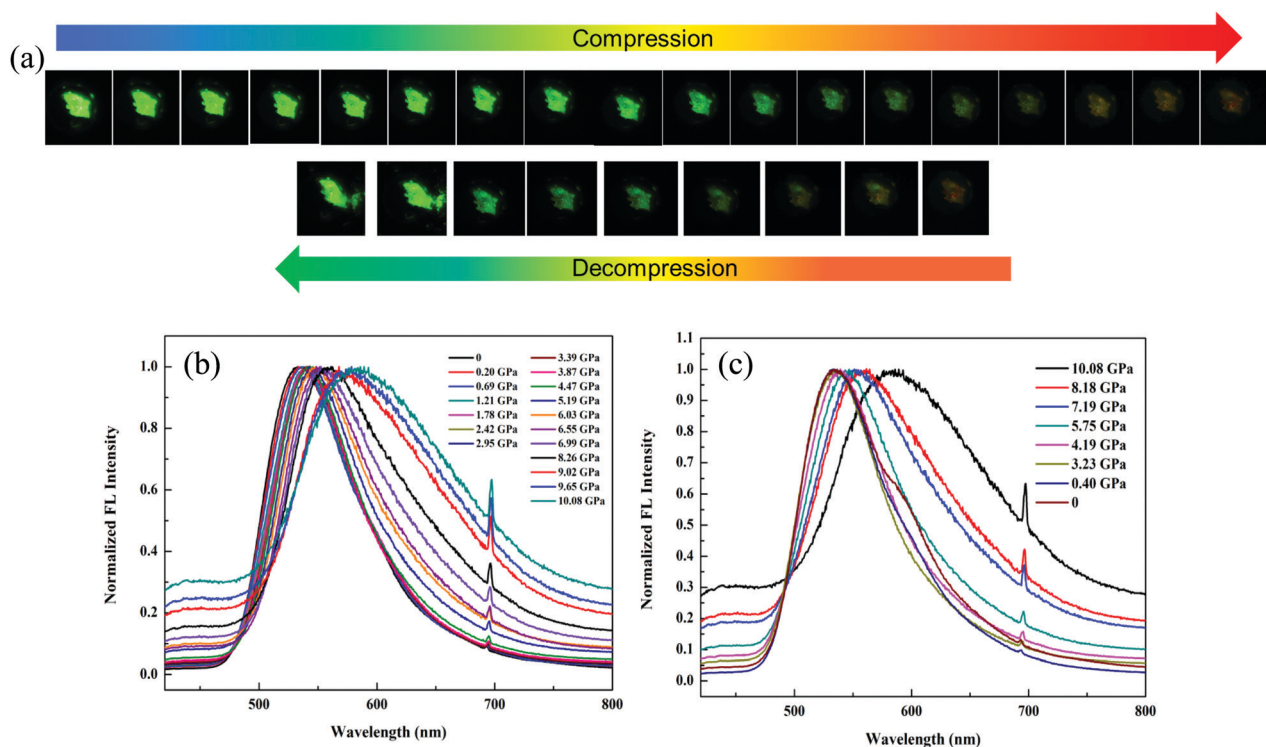 Compression
(a)
Decompression
(b)
Normalized FL Intensity
1.0
0.8
0.6
0.4
0.2
0.0
500
600
700
800
Wavelength (nm)
0
0.20 GPa
0.69 GPa
1.21 GPa
1.78 GPa
2.42 GPa
2.95 GPa
3.39 GPa
3.87 GPa
4.47 GPa
5.19 GPa
6.03 GPa
6.55 GPa
6.99 GPa
8.26 GPa
9.02 GPa
9.65 GPa
10.08 GPa
(c)
Normalized FL Intensity
1.1
1.0
0.9
0.8
0.7
0.6
0.5
0.4
0.3
0.2
0.1
0.0
500
600
700
800
Wavelength (nm)
10.08 GPa
8.18 GPa
7.19 GPa
5.75 GPa
4.19 GPa
3.23 GPa
0.40 GPa
0